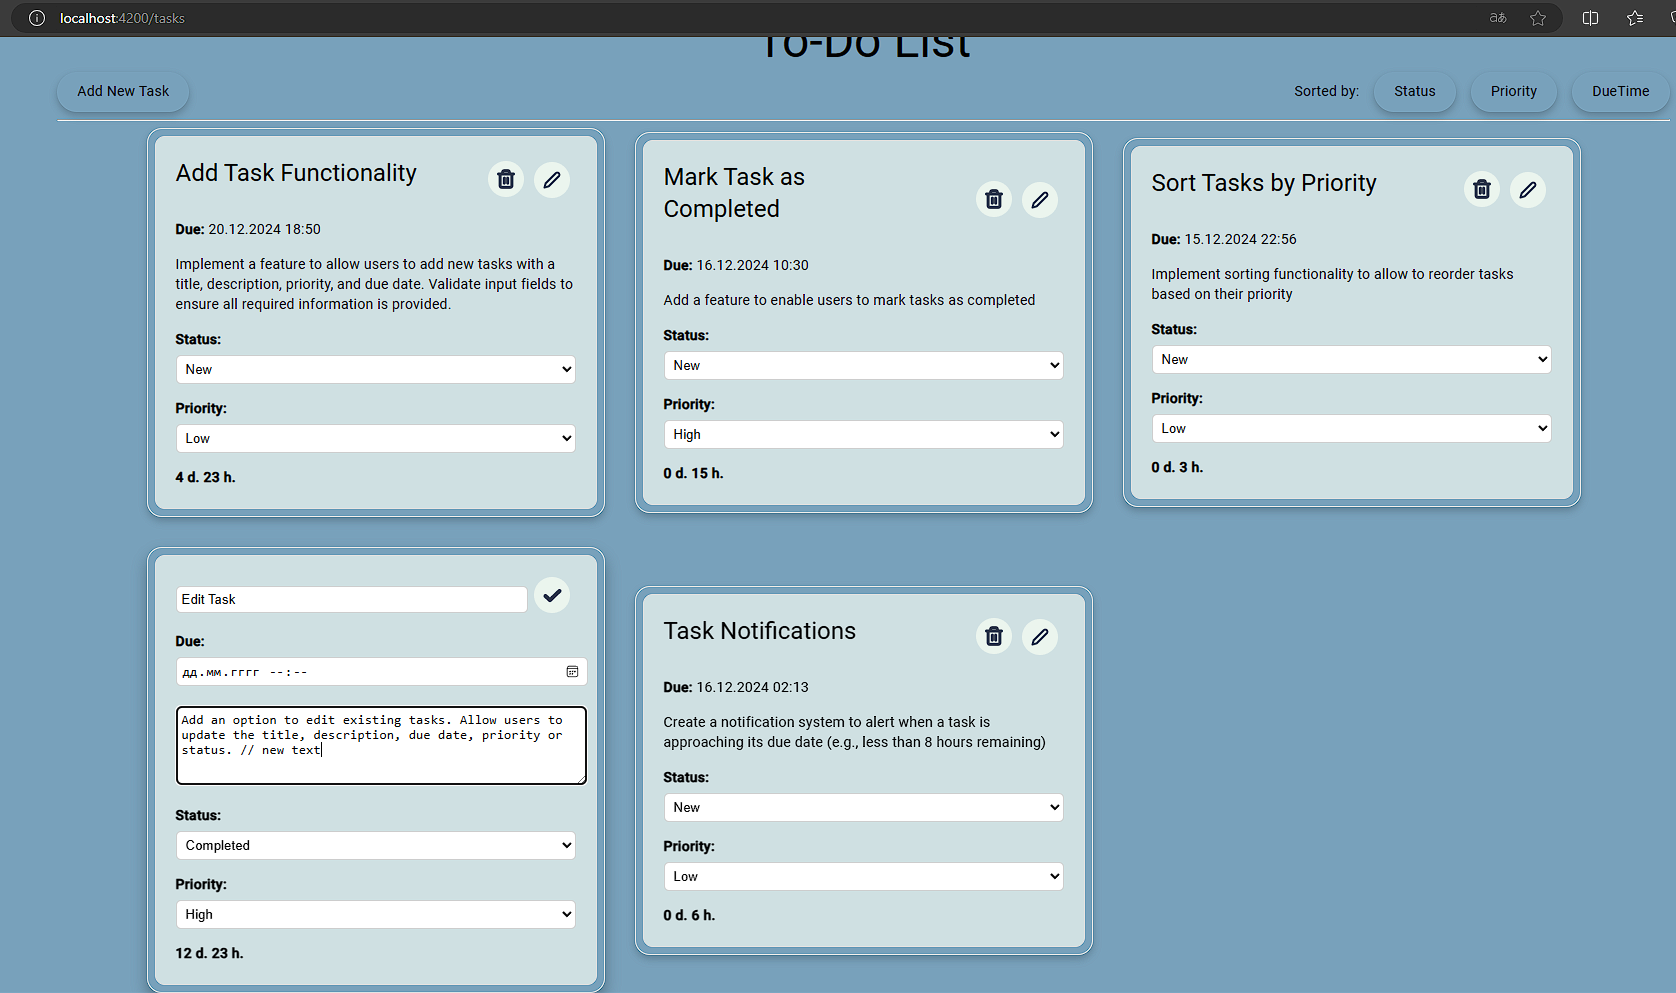 localhost:4200/tasks
To-Do List
Add New Task
Sorted by:
Status
Priority
DueTime
Add Task Functionality
Due: 20.12.2024 18:50
Implement a feature to allow users to add new tasks with a
title, description, priority, and due date. Validate input fields to
ensure all required information is provided.
Status:
New
Priority:
Low
4 d. 23 h.
Mark Task as
Completed
Due: 16.12.2024 10:30
Add a feature to enable users to mark tasks as completed
Status:
New
Priority:
High
0 d. 15 h.
Sort Tasks by Priority
Due: 15.12.2024 22:56
Implement sorting functionality to allow to reorder tasks
based on their priority
Status:
New
Priority:
Low
0 d. 3 h.
Edit Task
Due:
дд.мм.гггг --:--
Add an option to edit existing tasks. Allow users to
update the title, description, due date, priority or
status. // new text
Status:
Completed
Priority:
High
12 d. 23 h.
Task Notifications
Due: 16.12.2024 02:13
Create a notification system to alert when a task is
approaching its due date (e.g., less than 8 hours remaining)
Status:
New
Priority:
Low
0 d. 6 h.